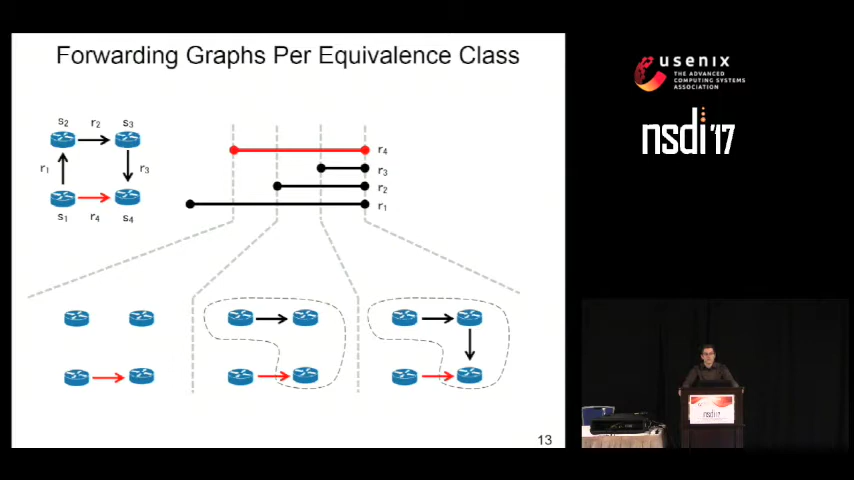 Forwarding Graphs Per Equivalence Class
s2 r2 s3
r1 r3
s1 r4 s4
r4
r3
r2
r1
13
usenix
THE ADVANCED
COMPUTING SYSTEMS
ASSOCIATION
nsdi '17
nsdi